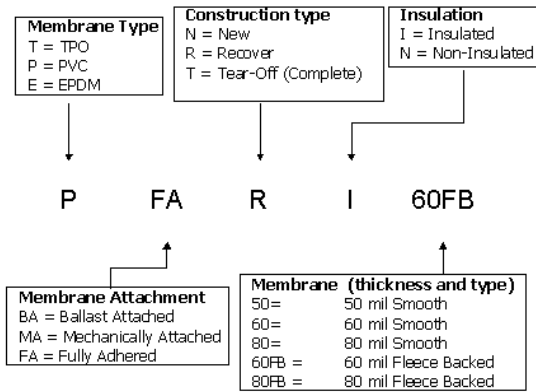 Membrane Type
T = TPO
P = PVC
E = EPDM
Construction type
N = New
R = Recover
T = Tear-Off (Complete)
Insulation
I = Insulated
N = Non-Insulated
P FA R I 60FB
Membrane Attachment
BA = Ballast Attached
MA = Mechanically Attached
FA = Fully Adhered
Membrane (thickness and type)
50= 50 mil Smooth
60= 60 mil Smooth
80= 80 mil Smooth
60FB = 60 mil Fleece Backed
80FB = 80 mil Fleece Backed